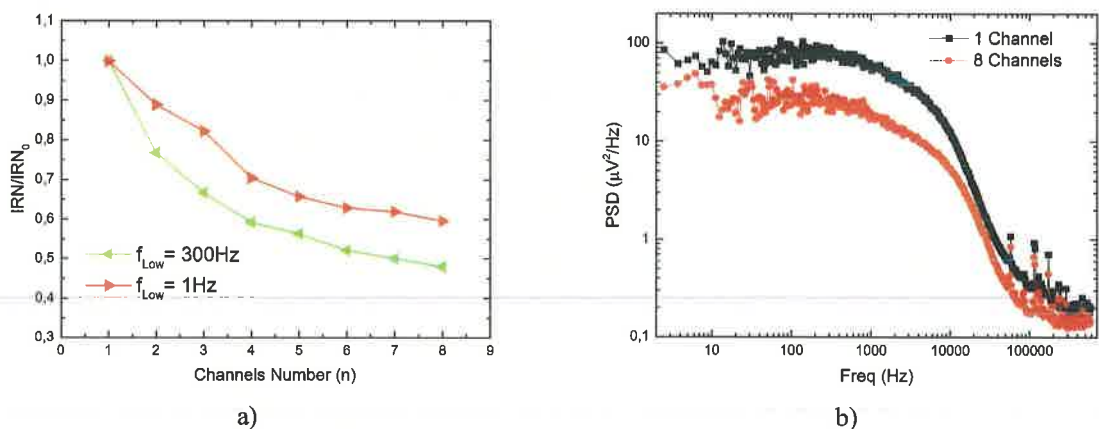 1,1
1,0
0,9
0,8
0,7
0,6
0,5
0,4
0,3
IRN/IRN0
f_Low = 300Hz
f_Low = 1Hz
0 1 2 3 4 5 6 7 8 9
Channels Number (n)
a)
100
10
1
0,1
PSD (µV²/Hz)
1 Channel
8 Channels
10 100 1000 10000 100000
Freq (Hz)
b)